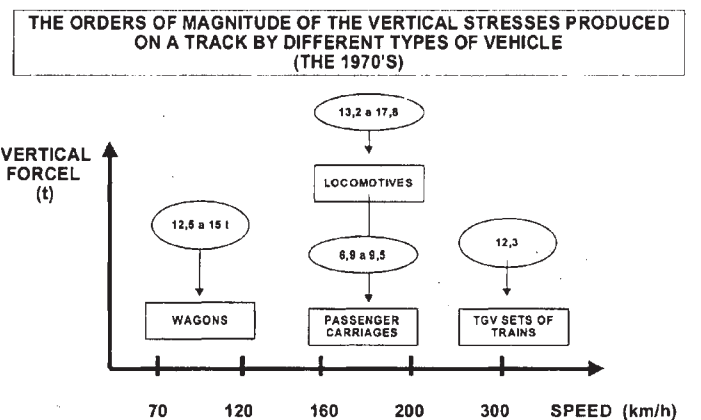 THE ORDERS OF MAGNITUDE OF THE VERTICAL STRESSES PRODUCED
ON A TRACK BY DIFFERENT TYPES OF VEHICLE
(THE 1970'S)
13,2 a 17,8
VERTICAL
FORCEL
(t)
LOCOMOTIVES
12,5 a 15 t
6,9 a 9,5
12,3
WAGONS
PASSENGER
CARRIAGES
TGV SETS OF
TRAINS
70 120 160 200 300 SPEED (km/h)